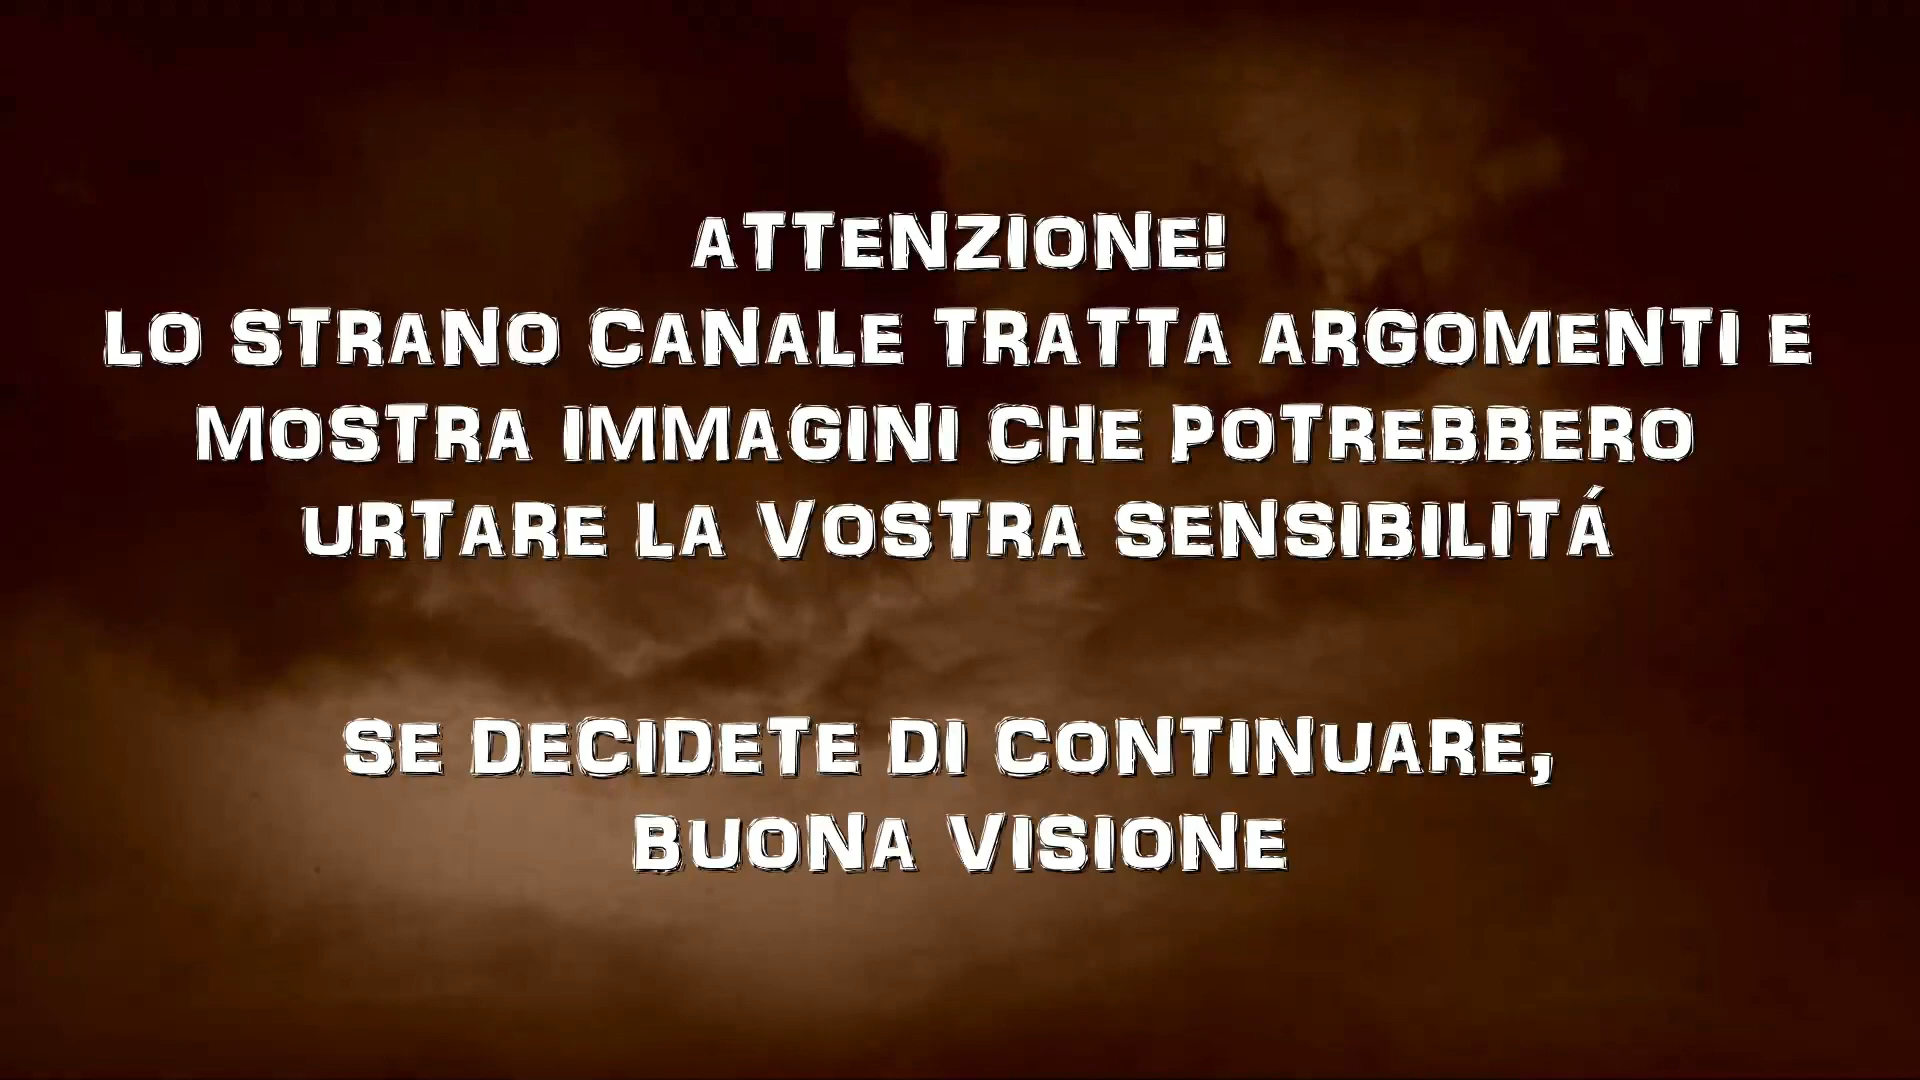 ATTENZIONE!
LO STRANO CANALE TRATTA ARGOMENTI E
MOSTRA IMMAGINI CHE POTREBBERO
URTARE LA VOSTRA SENSIBILITÁ
SE DECIDETE DI CONTINUARE,
BUONA VISIONE